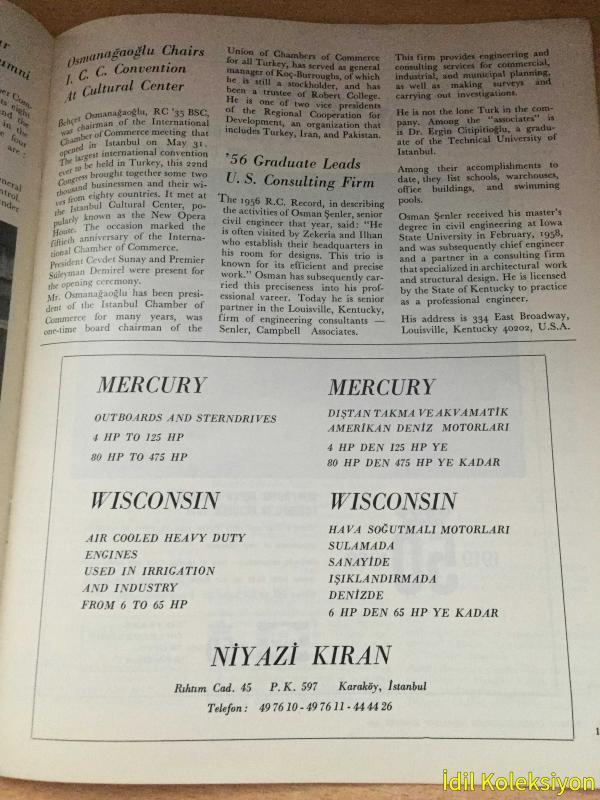 umni
in the
four
are
neral
ntrol.
under
Osmanağaoğlu Chairs
I. C. C. Convention
At Cultural Center
Behçet Osmanağaoğlu, RC '35 BSC,
was chairman of the International
Chamber of Commerce meeting that
opened in Istanbul on May 31.
The largest international convention
ever to be held in Turkey, this 22nd
Congress brought together some two
thousand businessmen and their wi-
ves from eighty countries. It met at
the Istanbul Cultural Center, po-
pularly known as the New Opera
House. The occasion marked the
fiftieth anniversary of the Interna-
tional Chamber of Commerce.
President Cevdet Sunay and Premier
Süleyman Demirel were present for
the opening ceremony.
Mr. Osmanağaoğlu has been presi-
dent of the Istanbul Chamber of
Commerce for many years, was
one-time board chairman of the
Union of Chambers of Commerce
for all Turkey, has served as general
manager of Koç-Burroughs, of which
he is still a stockholder, and has
been a trustee of Robert College.
He is one of two vice presidents
of the Regional Cooperation for
Development, an organization that
includes Turkey, Iran, and Pakistan.
'56 Graduate Leads
U. S. Consulting Firm
The 1956 R.C. Record, in describing
the activities of Osman Şenler, senior
civil engineer that year, said: "He
is often visited by Zekeria and Ilhan
who establish their headquarters in
his room for designs. This trio is
known for its efficient and precise
work." Osman has subsequently car-
ried this preciseness into his prof-
essional vareer. Today he is senior
partner in the Louisville, Kentucky,
firm of engineering consultants —
Senler, Campbell Associates.
This firm provides engineering and
consulting services for commercial,
industrial, and municipal planning,
as well as making surveys and
carrying out investigations.
He is not the lone Turk in the com-
pany. Among the "associates" is
is Dr. Ergin Citipitioğlu, a gradu-
ate of the Technical University of
Istanbul.
Among their accomplishments to
date, they list schools, warehouses,
office buildings, and swimming
pools.
Osman Şenler received his master's
degree in civil engineering at Iowa
State University in February, 1958,
and was subsequently chief engineer
and a partner in a consulting firm
that specialized in architectural work
and structural design. He is licensed
by the State of Kentucky to practice
as a professional engineer.
His address is 334 East Broadway,
Louisville, Kentucky 40202, U.S.A.
MERCURY
OUTBOARDS AND STERNDRIVES
4 HP TO 125 HP
80 HP TO 475 HP
MERCURY
DIŞTAN TAKMA VE AKVAMATİK
AMERİKAN DENİZ MOTORLARI
4 HP DEN 125 HP YE
80 HP DEN 475 HP YE KADAR
WISCONSIN
AIR COOLED HEAVY DUTY
ENGINES
USED IN IRRIGATION
AND INDUSTRY
FROM 6 TO 65 HP
WISCONSIN
HAVA SOĞUTMALI MOTORLARI
SULAMADA
SANAYİDE
IŞIKLANDIRMADA
DENİZDE
6 HP DEN 65 HP YE KADAR
NİYAZİ KIRAN
Rıhtım Cad. 45 P. K. 597 Karaköy, İstanbul
Telefon : 49 76 10 - 49 76 11 - 44 44 26
İdil Koleksiyon